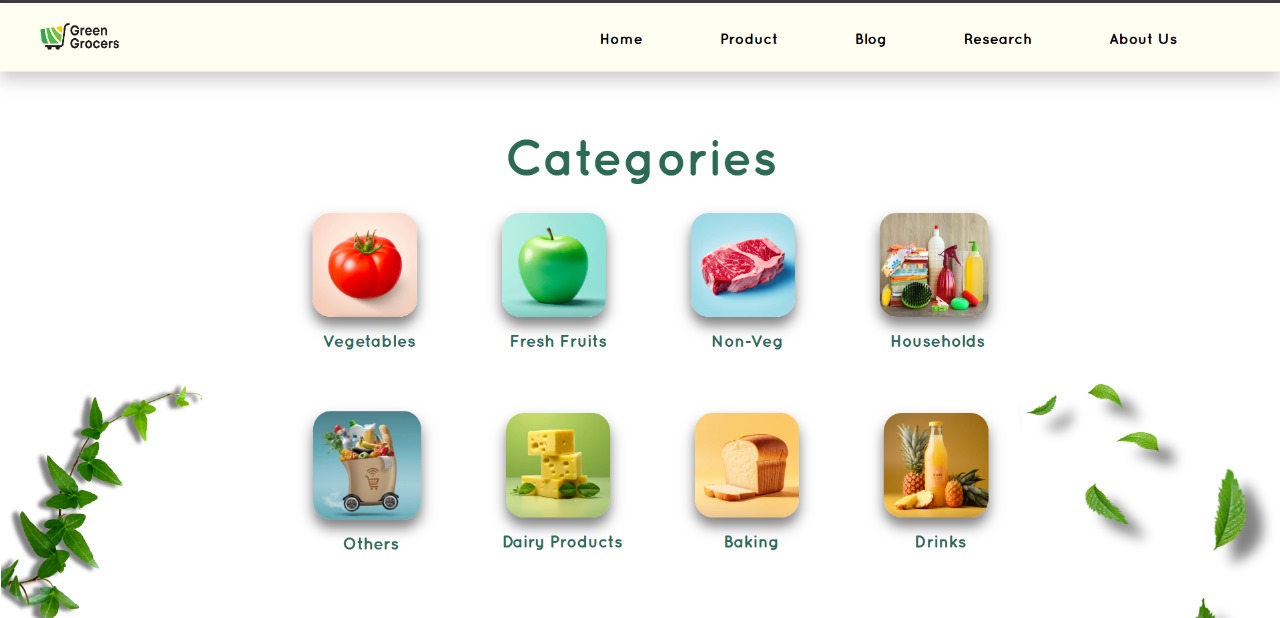 Green
Grocers
Home
Product
Blog
Research
About Us
Categories
Vegetables
Fresh Fruits
Non-Veg
Households
Others
Dairy Products
Baking
Drinks